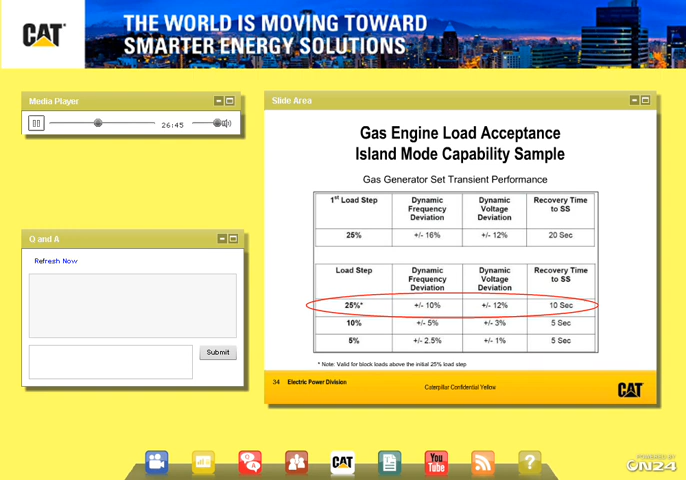 CAT
THE WORLD IS MOVING TOWARD
SMARTER ENERGY SOLUTIONS
Media Player
26:45
Q and A
Refresh Now
Submit
Slide Area
Gas Engine Load Acceptance
Island Mode Capability Sample
Gas Generator Set Transient Performance
1st Load Step Dynamic Frequency Deviation Dynamic Voltage Deviation Recovery Time to SS
25% +/- 16% +/- 12% 20 Sec
Load Step Dynamic Frequency Deviation Dynamic Voltage Deviation Recovery Time to SS
25%* +/- 10% +/- 12% 10 Sec
10% +/- 5% +/- 3% 5 Sec
5% +/- 2.5% +/- 1% 5 Sec
* Note: Valid for block loads above the initial 25% load step
34 Electric Power Division Caterpillar Confidential Yellow CAT
Q A CAT You Tube ?
POWERED BY
ON24